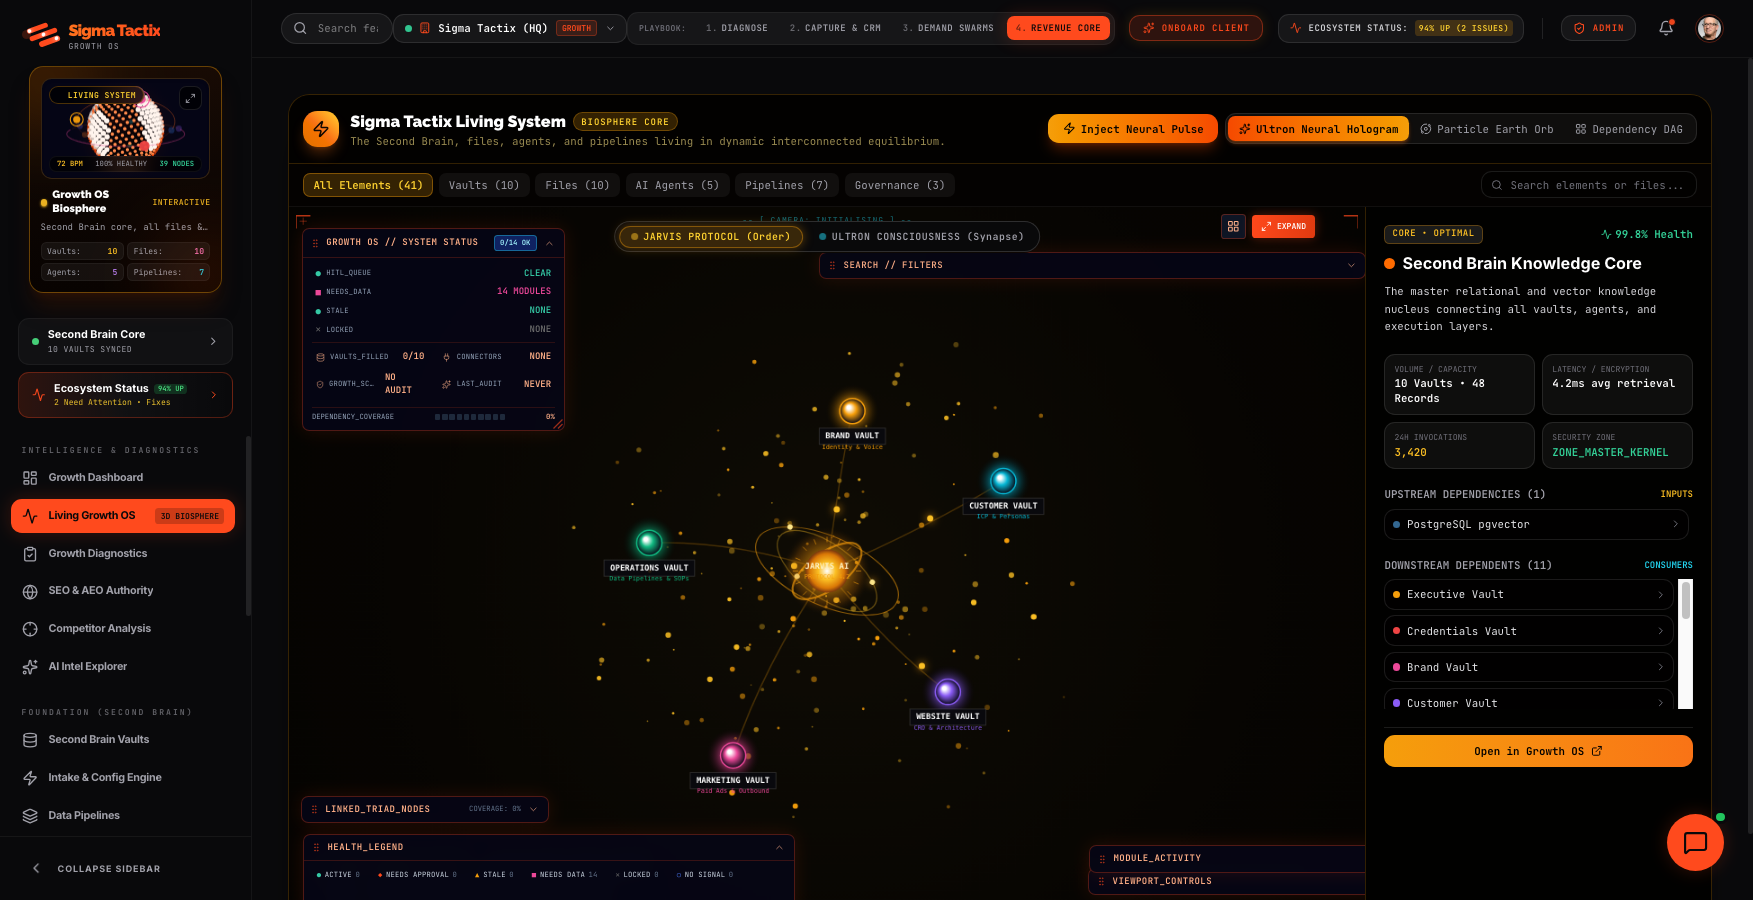 Sigma Tactix
GROWTH OS
Search fe
Sigma Tactix (HQ) GROWTH
PLAYBOOK: 1. DIAGNOSE 2. CAPTURE & CRM 3. DEMAND SWARMS 4. REVENUE CORE
ONBOARD CLIENT
ECOSYSTEM STATUS: 94% UP (2 ISSUES)
ADMIN
LIVING SYSTEM
72 BPM 100% HEALTHY 39 NODES
Growth OS
Biosphere
INTERACTIVE
Second Brain core, all files &…
Vaults: 10 Files: 10
Agents: 5 Pipelines: 7
Second Brain Core
10 VAULTS SYNCED
Ecosystem Status 94% UP
2 Need Attention • Fixes
INTELLIGENCE & DIAGNOSTICS
Growth Dashboard
Living Growth OS 3D BIOSPHERE
Growth Diagnostics
SEO & AEO Authority
Competitor Analysis
AI Intel Explorer
FOUNDATION (SECOND BRAIN)
Second Brain Vaults
Intake & Config Engine
Data Pipelines
COLLAPSE SIDEBAR
Sigma Tactix Living System BIOSPHERE CORE
The Second Brain, files, agents, and pipelines living in dynamic interconnected equilibrium.
Inject Neural Pulse
Ultron Neural Hologram
Particle Earth Orb
Dependency DAG
All Elements (41) Vaults (10) Files (10) AI Agents (5) Pipelines (7) Governance (3)
Search elements or files...
-- [ CAMERA: INITIALISING ] --
JARVIS PROTOCOL (Order) ULTRON CONSCIOUSNESS (Synapse)
EXPAND
GROWTH OS // SYSTEM STATUS 0/14 OK
HITL_QUEUE CLEAR
NEEDS_DATA 14 MODULES
STALE NONE
LOCKED NONE
VAULTS_FILLED 0/10 CONNECTORS NONE
GROWTH_SC… NO AUDIT LAST_AUDIT NEVER
DEPENDENCY_COVERAGE 0%
SEARCH // FILTERS
BRAND VAULT
Identity & Voice
CUSTOMER VAULT
ICP & Personas
OPERATIONS VAULT
Data Pipelines & SOPs
JARVIS AI
WEBSITE VAULT
CRO & Architecture
MARKETING VAULT
Paid Ads & Outbound
LINKED_TRIAD_NODES COVERAGE: 0%
HEALTH_LEGEND
ACTIVE 0 NEEDS APPROVAL 0 STALE 0 NEEDS DATA 14 LOCKED 0 NO SIGNAL 0
MODULE_ACTIVITY
VIEWPORT_CONTROLS
CORE • OPTIMAL
99.8% Health
Second Brain Knowledge Core
The master relational and vector knowledge
nucleus connecting all vaults, agents, and
execution layers.
VOLUME / CAPACITY
10 Vaults • 48
Records
LATENCY / ENCRYPTION
4.2ms avg retrieval
24H INVOCATIONS
3,420
SECURITY ZONE
ZONE_MASTER_KERNEL
UPSTREAM DEPENDENCIES (1) INPUTS
PostgreSQL pgvector
DOWNSTREAM DEPENDENTS (11) CONSUMERS
Executive Vault
Credentials Vault
Brand Vault
Customer Vault
Open in Growth OS